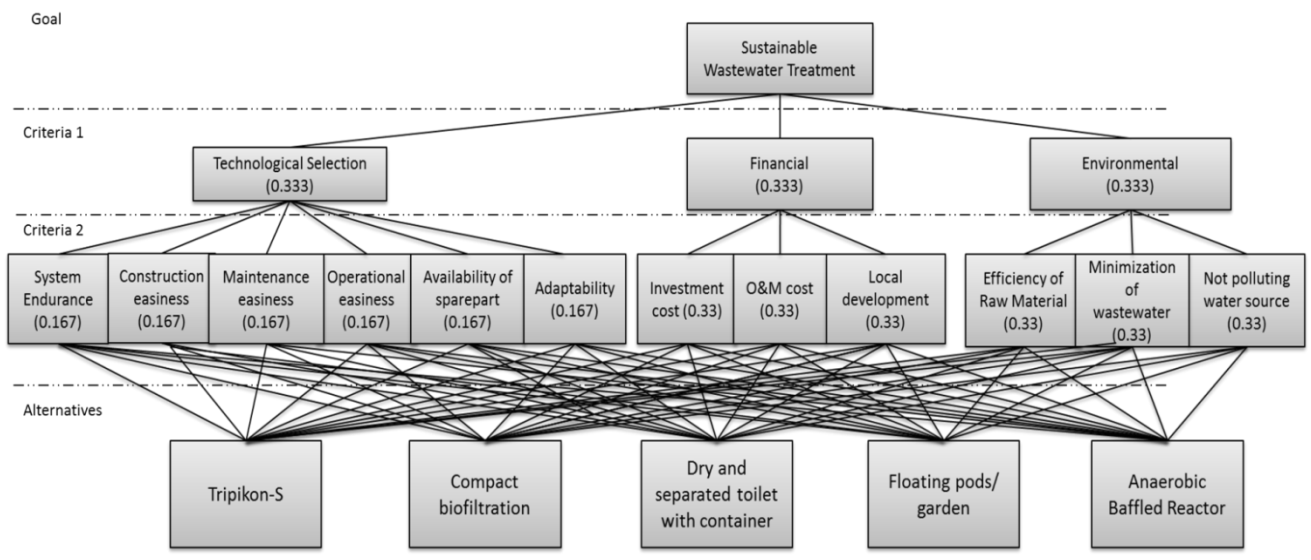 Goal
Sustainable
Wastewater Treatment
Criteria 1
Technological Selection
(0.333)
Financial
(0.333)
Environmental
(0.333)
Criteria 2
System
Endurance
(0.167)
Construction
easiness
(0.167)
Maintenance
easiness
(0.167)
Operational
easiness
(0.167)
Availability of
sparepart
(0.167)
Adaptability
(0.167)
Investment
cost (0.33)
O&M cost
(0.33)
Local
development
(0.33)
Efficiency of
Raw Material
(0.33)
Minimization
of
wastewater
(0.33)
Not polluting
water source
(0.33)
Alternatives
Tripikon-S
Compact
biofiltration
Dry and
separated toilet
with container
Floating pods/
garden
Anaerobic
Baffled Reactor